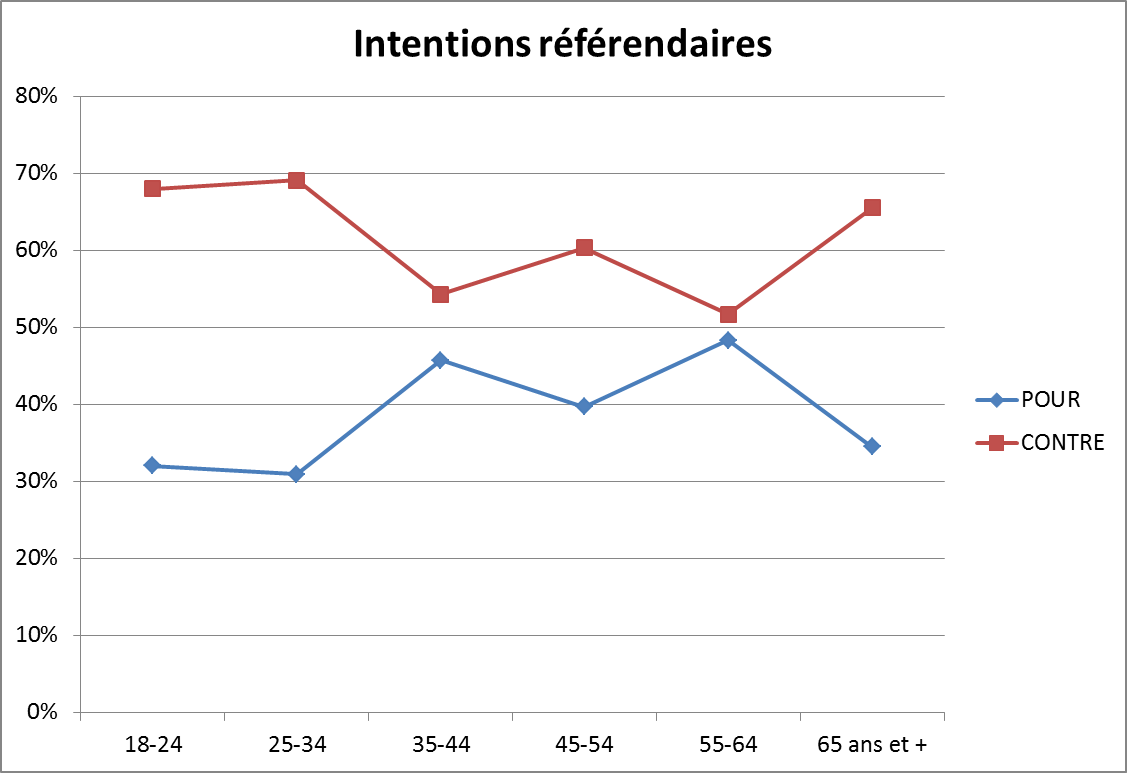 Intentions référendaires
80%
70%
60%
50%
40%
30%
20%
10%
0%
POUR
CONTRE
18-24 25-34 35-44 45-54 55-64 65 ans et +